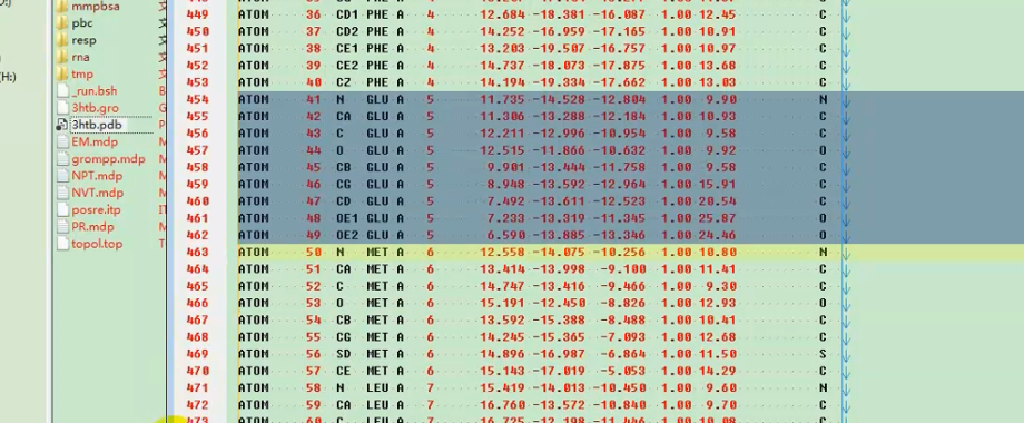 mmpbsa
pbc
resp
rna
tmp
_run.bsh
3htb.gro
3htb.pdb
EM.mdp
grompp.mdp
NPT.mdp
NVT.mdp
posre.itp
PR.mdp
topol.top
(H:)
449 ATOM 36 CD1 PHE A 4 12.684 -18.381 -16.087 1.00 12.45 C
450 ATOM 37 CD2 PHE A 4 14.252 -16.959 -17.165 1.00 10.91 C
451 ATOM 38 CE1 PHE A 4 13.203 -19.507 -16.757 1.00 10.97 C
452 ATOM 39 CE2 PHE A 4 14.737 -18.073 -17.875 1.00 13.68 C
453 ATOM 40 CZ PHE A 4 14.194 -19.334 -17.662 1.00 13.03 C
454 ATOM 41 N GLU A 5 11.735 -14.528 -12.804 1.00 9.90 N
455 ATOM 42 CA GLU A 5 11.306 -13.288 -12.184 1.00 10.93 C
456 ATOM 43 C GLU A 5 12.211 -12.996 -10.954 1.00 9.58 C
457 ATOM 44 O GLU A 5 12.515 -11.866 -10.632 1.00 9.92 O
458 ATOM 45 CB GLU A 5 9.901 -13.444 -11.758 1.00 9.58 C
459 ATOM 46 CG GLU A 5 8.948 -13.592 -12.964 1.00 15.91 C
460 ATOM 47 CD GLU A 5 7.492 -13.611 -12.523 1.00 20.54 C
461 ATOM 48 OE1 GLU A 5 7.233 -13.319 -11.345 1.00 25.87 O
462 ATOM 49 OE2 GLU A 5 6.590 -13.885 -13.346 1.00 24.46 O
463 ATOM 50 N MET A 6 12.558 -14.075 -10.256 1.00 10.80 N
464 ATOM 51 CA MET A 6 13.414 -13.998 -9.100 1.00 11.41 C
465 ATOM 52 C MET A 6 14.747 -13.416 -9.466 1.00 9.30 C
466 ATOM 53 O MET A 6 15.191 -12.450 -8.826 1.00 12.93 O
467 ATOM 54 CB MET A 6 13.592 -15.388 -8.488 1.00 10.41 C
468 ATOM 55 CG MET A 6 14.245 -15.365 -7.093 1.00 12.68 C
469 ATOM 56 SD MET A 6 14.896 -16.987 -6.864 1.00 11.50 S
470 ATOM 57 CE MET A 6 15.143 -17.019 -5.053 1.00 14.29 C
471 ATOM 58 N LEU A 7 15.419 -14.013 -10.450 1.00 9.60 N
472 ATOM 59 CA LEU A 7 16.760 -13.572 -10.840 1.00 9.70 C
473 ATOM 60 C LEU A 7 16.725 -12.198 -11.446 1.00 10.08 C